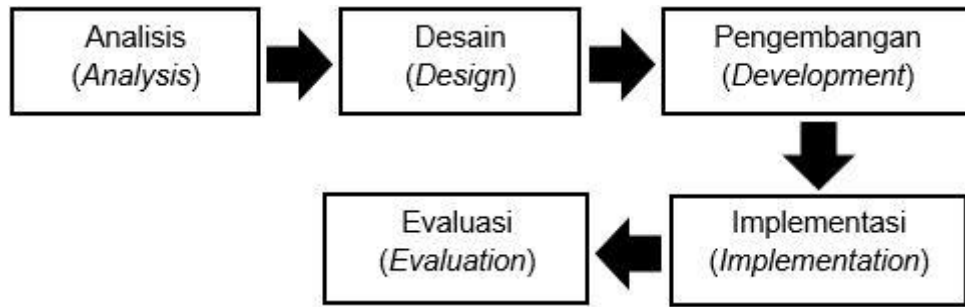 Analisis
(Analysis)
Desain
(Design)
Pengembangan
(Development)
Implementasi
(Implementation)
Evaluasi
(Evaluation)